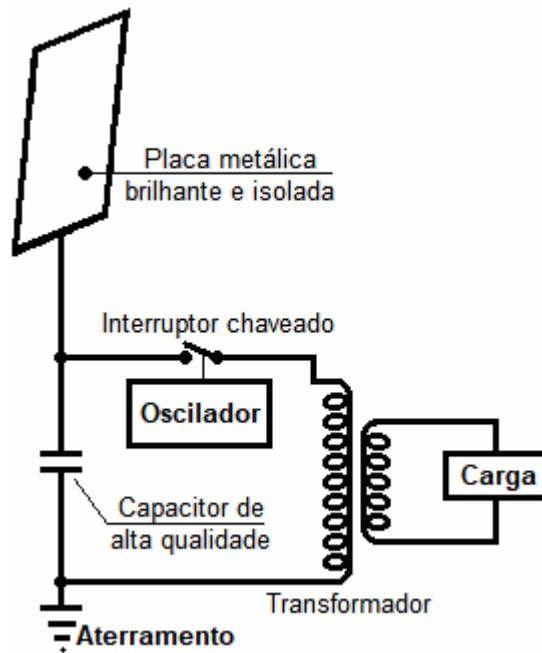 Placa metálica
brilhante e isolada
Interruptor chaveado
Oscilador
Carga
Capacitor de
alta qualidade
Transformador
Aterramento